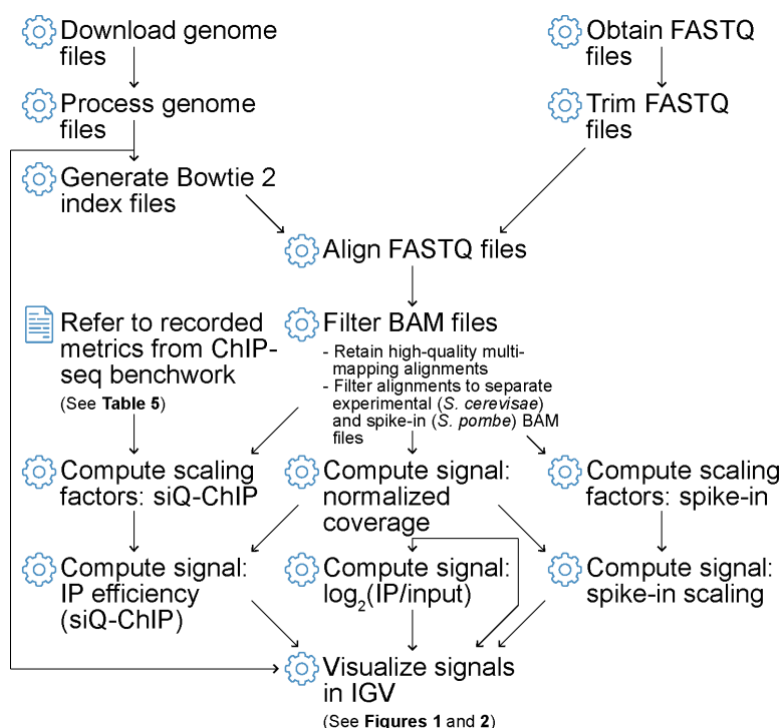 Download genome
files
Obtain FASTQ
files
Process genome
files
Trim FASTQ
files
Generate Bowtie 2
index files
Align FASTQ files
Refer to recorded
metrics from ChIP-
seq benchwork
(See Table 5)
Filter BAM files
- Retain high-quality multi-
mapping alignments
- Filter alignments to separate
experimental (S. cerevisae)
and spike-in (S. pombe) BAM
files
Compute scaling
factors: siQ-ChIP
Compute signal:
normalized
coverage
Compute scaling
factors: spike-in
Compute signal:
IP efficiency
(siQ-ChIP)
Compute signal:
log₂(IP/input)
Compute signal:
spike-in scaling
Visualize signals
in IGV
(See Figures 1 and 2)